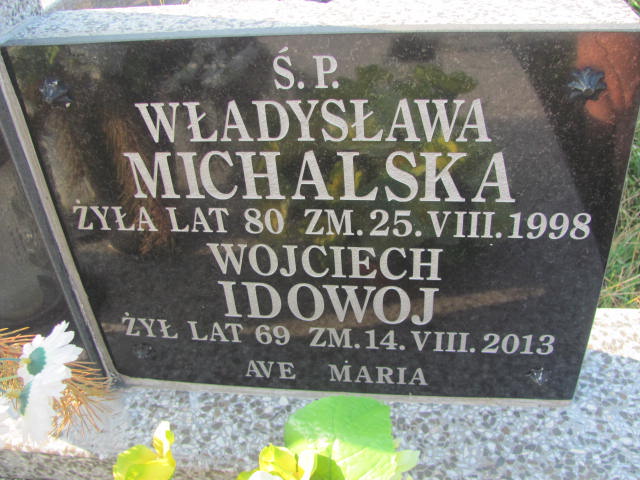 Ś.P.
WŁADYSŁAWA
MICHALSKA
ŻYŁA LAT 80 ZM. 25. VIII. 1998
WOJCIECH
IDOWOJ
ŻYŁ LAT 69 ZM. 14. VIII. 2013
AVE MARIA